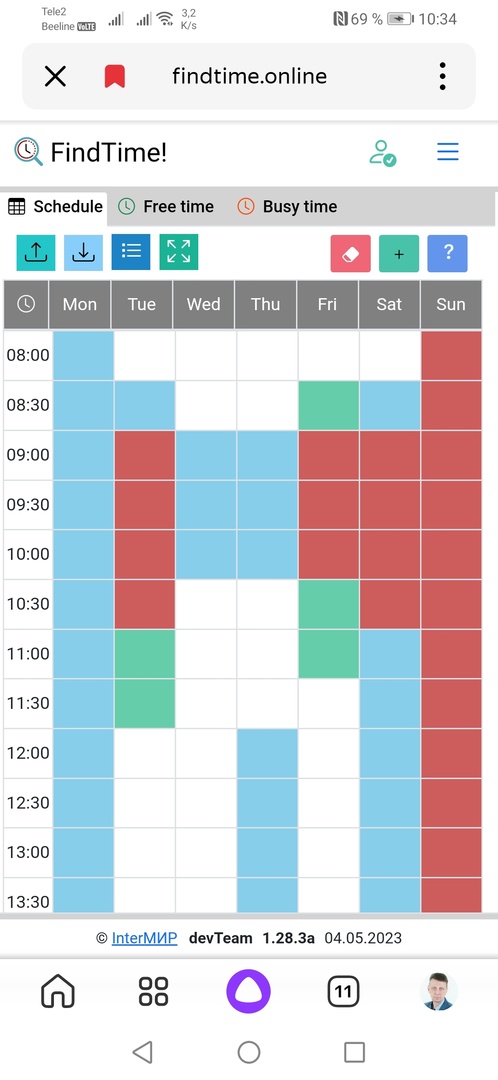 Tele2
Beeline VoLTE 3,2 K/s 69 % 10:34
findtime.online
FindTime!
Schedule Free time Busy time
+ ?
Mon Tue Wed Thu Fri Sat Sun
08:00
08:30
09:00
09:30
10:00
10:30
11:00
11:30
12:00
12:30
13:00
13:30
© InterМИР devTeam 1.28.3a 04.05.2023
11